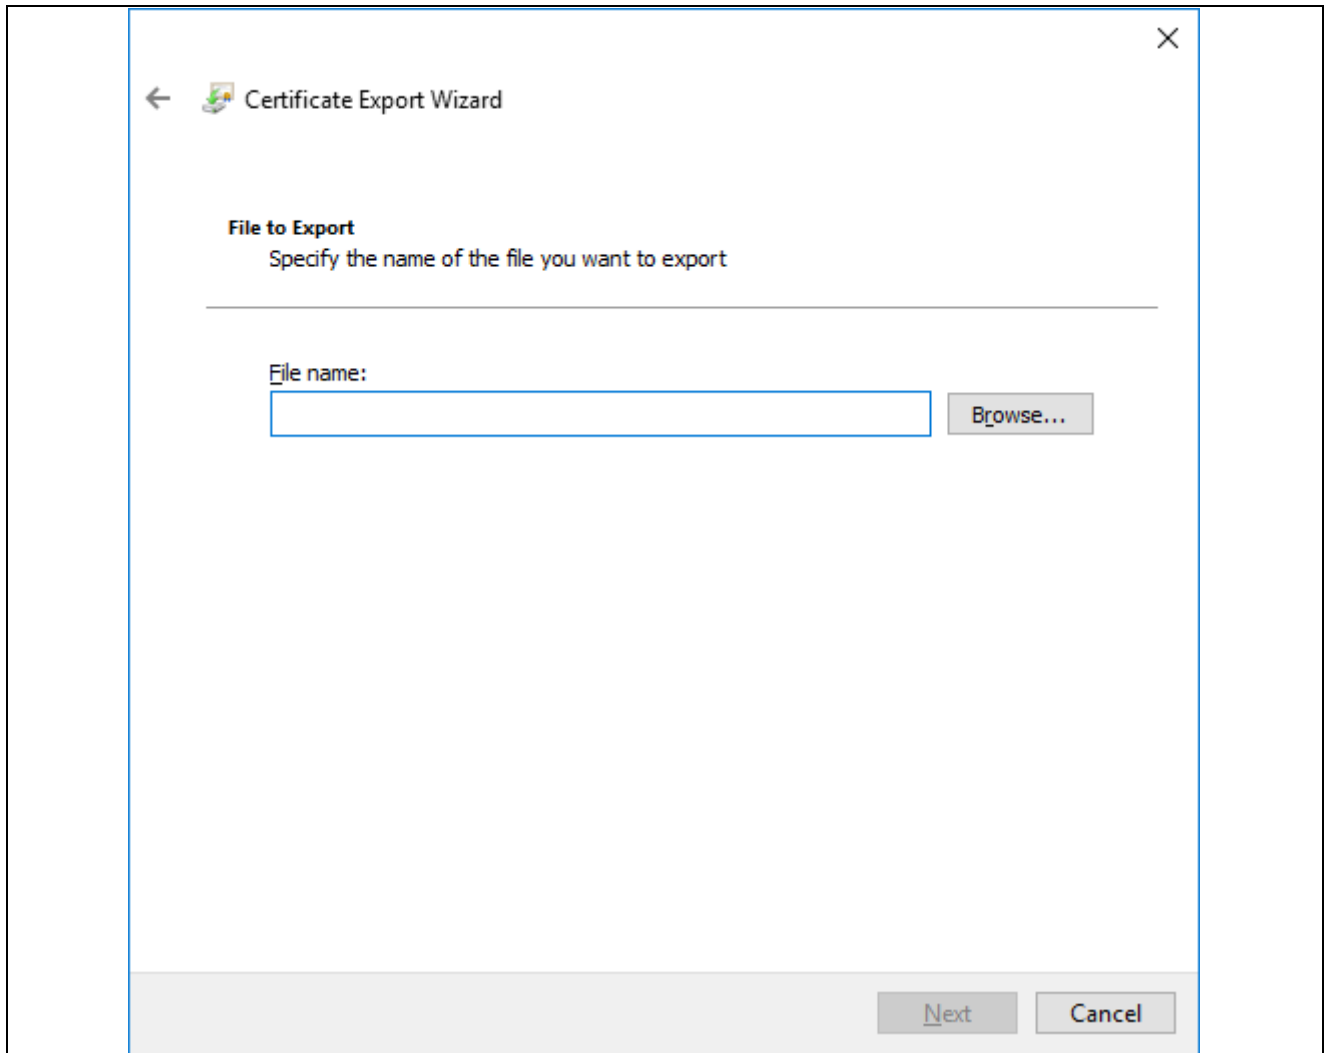 Certificate Export Wizard
File to Export
Specify the name of the file you want to export
File name:
Browse...
Next
Cancel